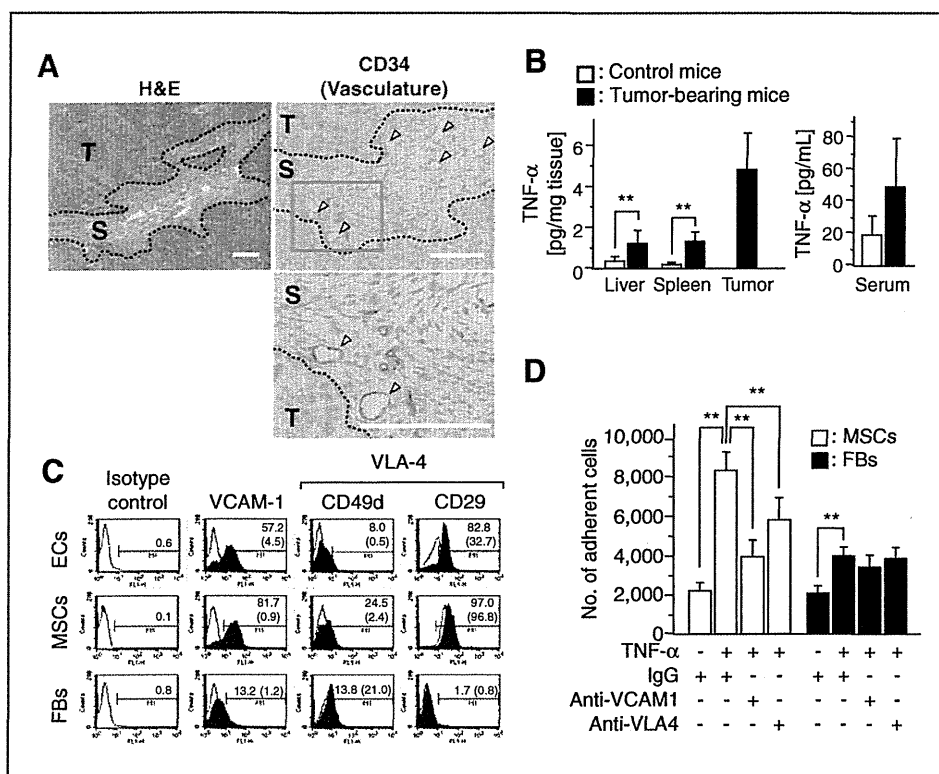 A
H&E
CD34
(Vasculature)
T
S
T
S
S
T
B
□: Control mice
■: Tumor-bearing mice
TNF-α
[pg/mg tissue]
6
4
2
0
**
**
Liver Spleen Tumor
TNF-α [pg/mL]
80
60
40
20
0
Serum
C
VLA-4
Isotype
control
VCAM-1
CD49d
CD29
ECs
0.6
57.2
(4.5)
8.0
(0.5)
82.8
(32.7)
MSCs
0.1
81.7
(0.9)
24.5
(2.4)
97.0
(96.8)
FBs
0.8
13.2 (1.2)
13.8 (21.0)
1.7 (0.8)
D
□: MSCs
■: FBs
No. of adherent cells
10,000
8,000
6,000
4,000
2,000
0
**
**
**
**
TNF-α - + + + - + + +
IgG + + - - + + - -
Anti-VCAM1 - - + - - - + -
Anti-VLA4 - - - + - - - +